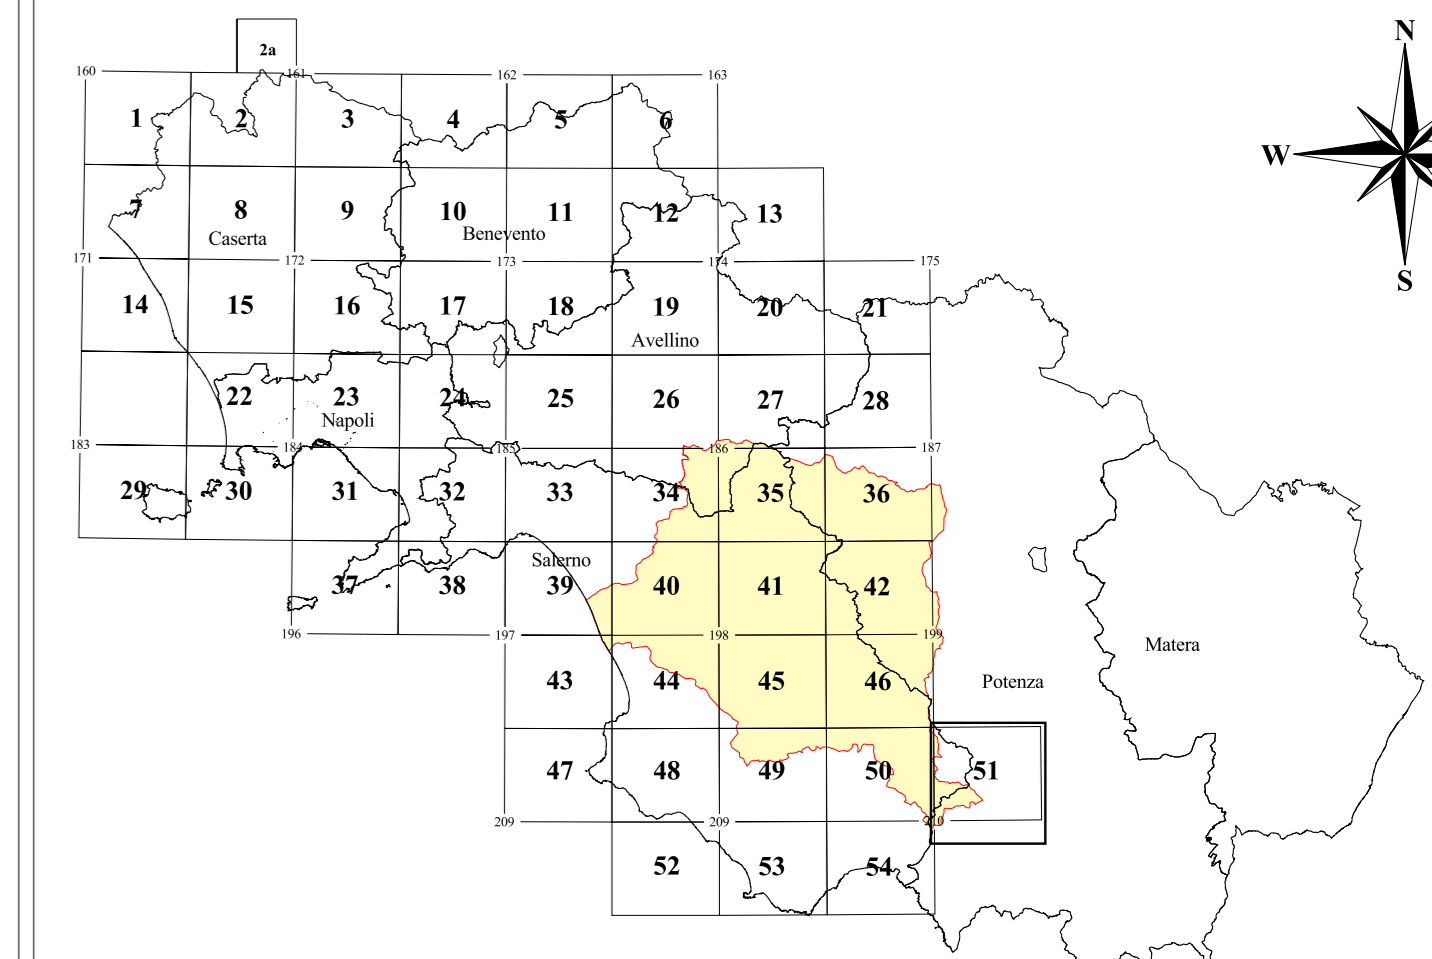 N
2a
160 161 162 163
1 2 3 4 5 6
W
7 8 9 10 11 12 13
Caserta Benevento
171 172 173 174 175
S
14 15 16 17 18 19 20 21
Avellino
22 23 24 25 26 27 28
Napoli
183 184 185 186 187
29 30 31 32 33 34 35 36
Salerno
37 38 39 40 41 42
196 197 198 199
Matera
43 44 45 46 Potenza
47 48 49 50 51
209 209 210
52 53 54